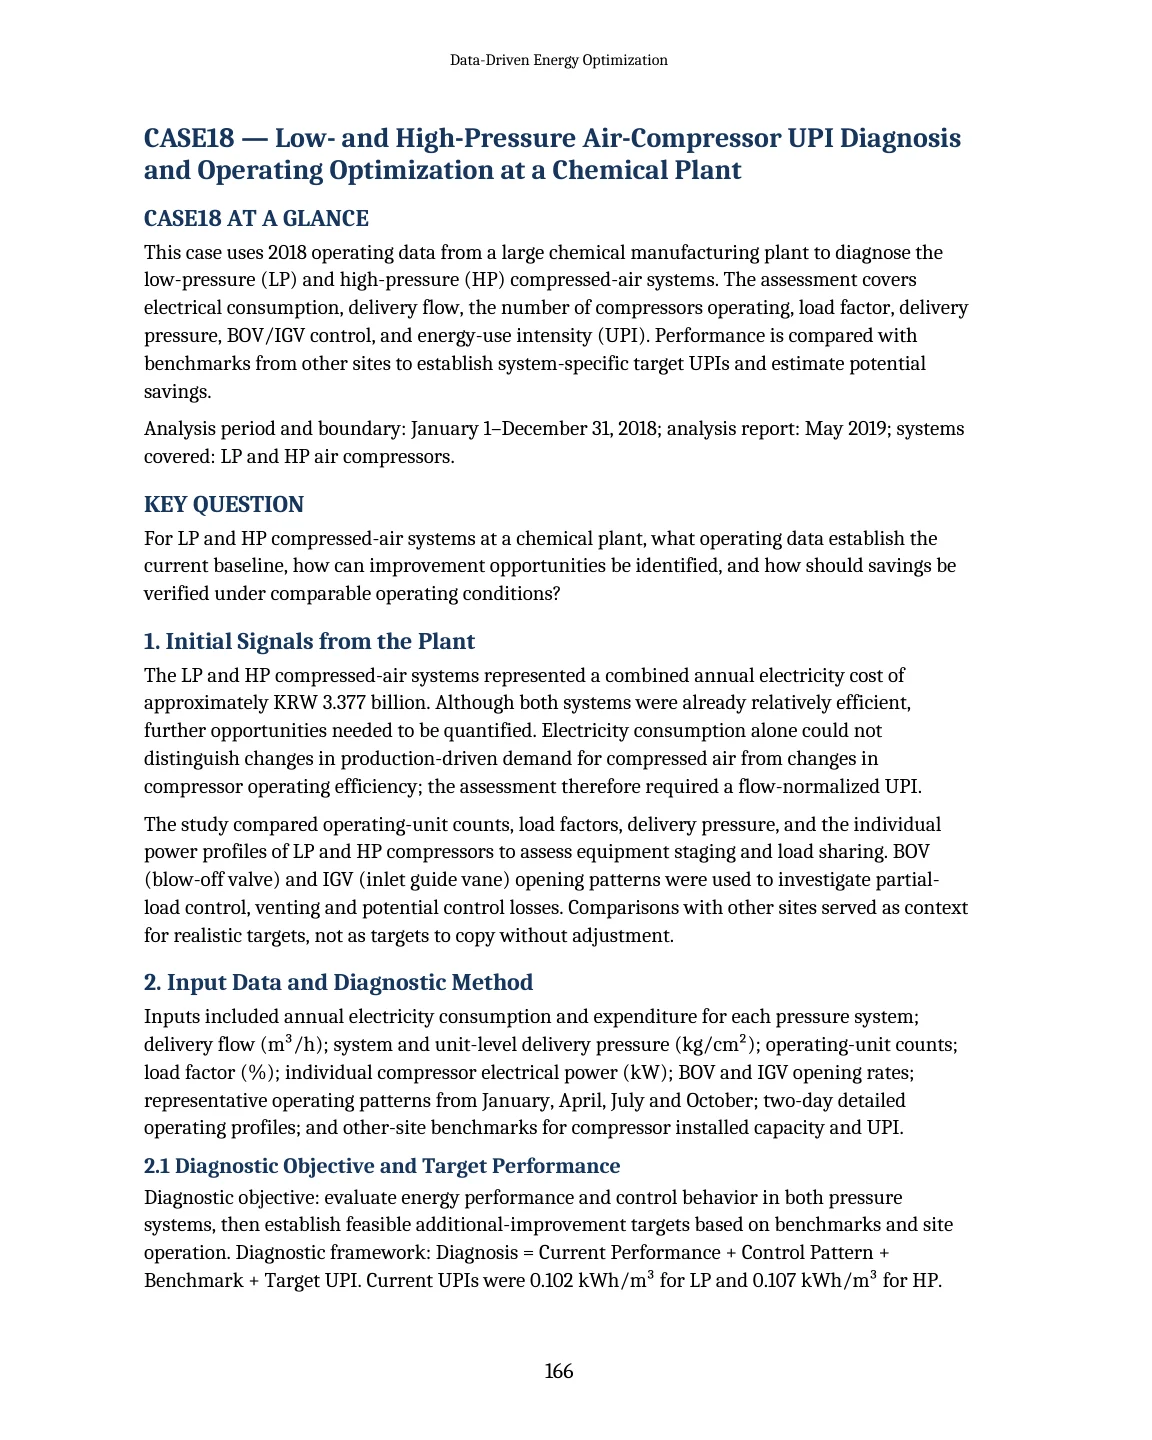 Data-Driven Energy Optimization
CASE18 — Low- and High-Pressure Air-Compressor UPI Diagnosis
and Operating Optimization at a Chemical Plant
CASE18 AT A GLANCE
This case uses 2018 operating data from a large chemical manufacturing plant to diagnose the
low-pressure (LP) and high-pressure (HP) compressed-air systems. The assessment covers
electrical consumption, delivery flow, the number of compressors operating, load factor, delivery
pressure, BOV/IGV control, and energy-use intensity (UPI). Performance is compared with
benchmarks from other sites to establish system-specific target UPIs and estimate potential
savings.
Analysis period and boundary: January 1–December 31, 2018; analysis report: May 2019; systems
covered: LP and HP air compressors.
KEY QUESTION
For LP and HP compressed-air systems at a chemical plant, what operating data establish the
current baseline, how can improvement opportunities be identified, and how should savings be
verified under comparable operating conditions?
1. Initial Signals from the Plant
The LP and HP compressed-air systems represented a combined annual electricity cost of
approximately KRW 3.377 billion. Although both systems were already relatively efficient,
further opportunities needed to be quantified. Electricity consumption alone could not
distinguish changes in production-driven demand for compressed air from changes in
compressor operating efficiency; the assessment therefore required a flow-normalized UPI.
The study compared operating-unit counts, load factors, delivery pressure, and the individual
power profiles of LP and HP compressors to assess equipment staging and load sharing. BOV
(blow-off valve) and IGV (inlet guide vane) opening patterns were used to investigate partial-
load control, venting and potential control losses. Comparisons with other sites served as context
for realistic targets, not as targets to copy without adjustment.
2. Input Data and Diagnostic Method
Inputs included annual electricity consumption and expenditure for each pressure system;
delivery flow (m³/h); system and unit-level delivery pressure (kg/cm²); operating-unit counts;
load factor (%); individual compressor electrical power (kW); BOV and IGV opening rates;
representative operating patterns from January, April, July and October; two-day detailed
operating profiles; and other-site benchmarks for compressor installed capacity and UPI.
2.1 Diagnostic Objective and Target Performance
Diagnostic objective: evaluate energy performance and control behavior in both pressure
systems, then establish feasible additional-improvement targets based on benchmarks and site
operation. Diagnostic framework: Diagnosis = Current Performance + Control Pattern +
Benchmark + Target UPI. Current UPIs were 0.102 kWh/m³ for LP and 0.107 kWh/m³ for HP.
166